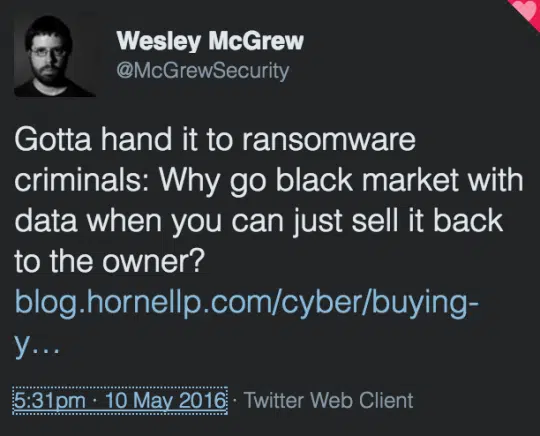 Wesley McGrew
@McGrewSecurity
Gotta hand it to ransomware
criminals: Why go black market with
data when you can just sell it back
to the owner?
blog.hornellp.com/cyber/buying-
y…
5:31pm · 10 May 2016 · Twitter Web Client